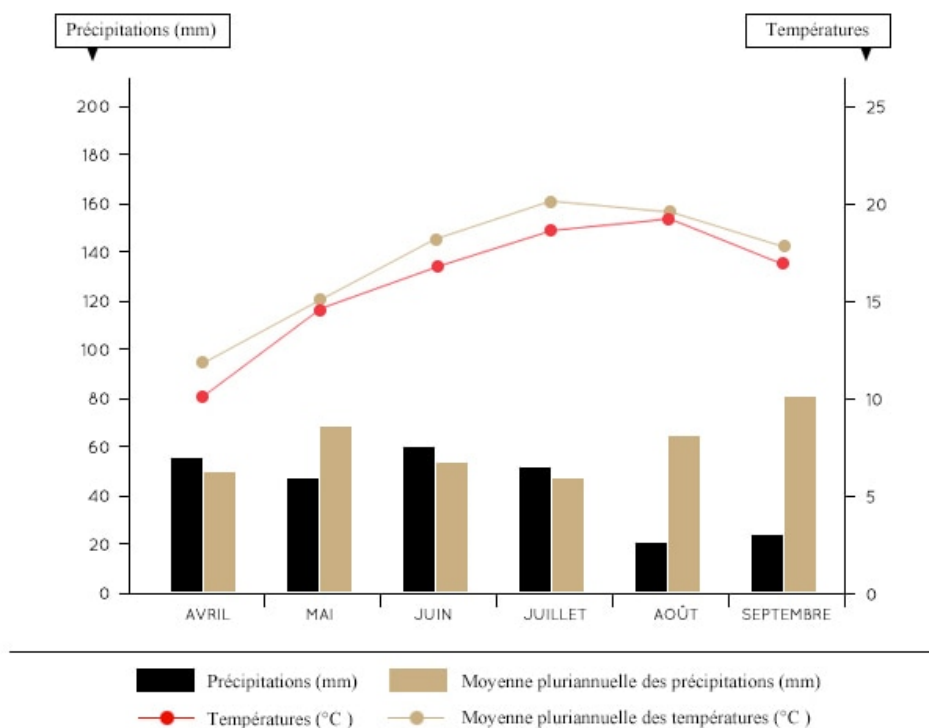 Précipitations (mm) Températures
200 25
180
160 20
140
120 15
100
80 10
60
40 5
20
0 0
AVRIL MAI JUIN JUILLET AOÛT SEPTEMBRE
Précipitations (mm) Moyenne pluriannuelle des précipitations (mm)
Températures (°C ) Moyenne pluriannuelle des températures (°C )